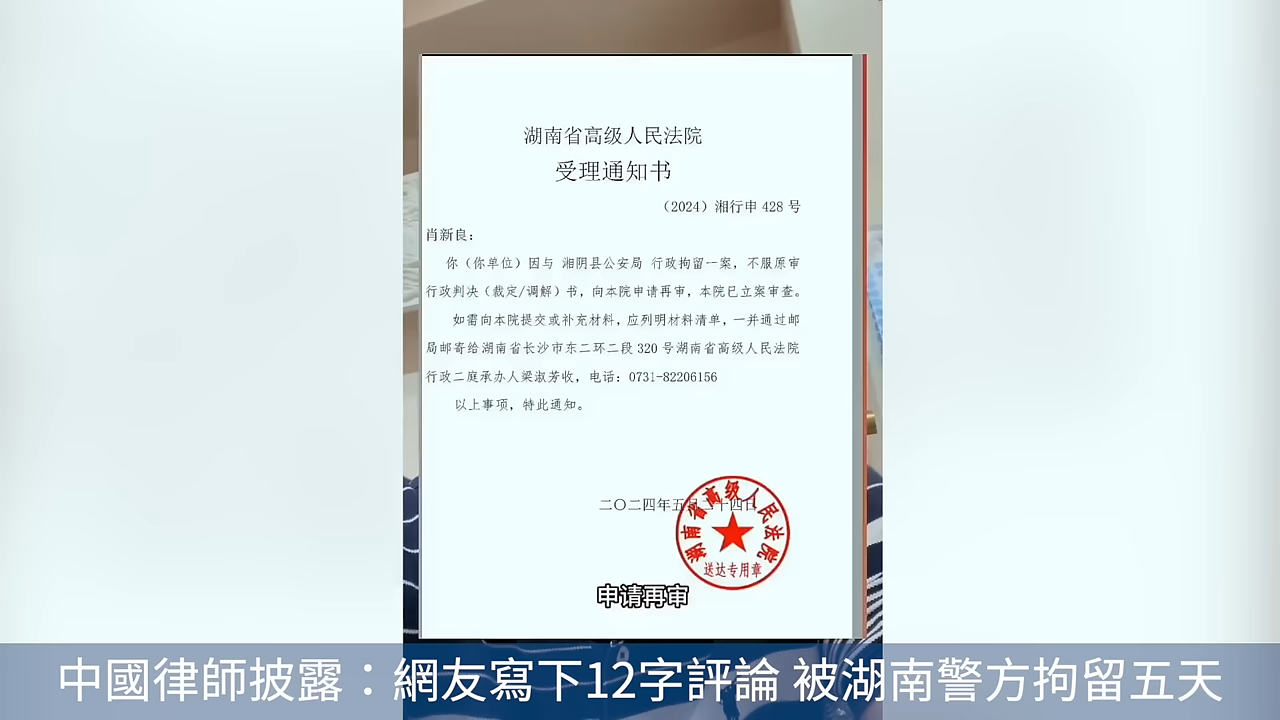 湖南省高级人民法院
受理通知书
（2024）湘行申 428 号
肖新良：
你（你单位）因与 湘阴县公安局 行政拘留一案，不服原审
行政判决（裁定/调解）书，向本院申请再审，本院已立案审查。
如需向本院提交或补充材料，应列明材料清单，一并通过邮
局邮寄给湖南省长沙市东二环二段 320 号湖南省高级人民法院
行政二庭承办人梁淑芳收，电话：0731-82206156
以上事项，特此通知。
二〇二四年五月二十四日
湖南省高级人民法院
送达专用章
申请再审
中國律師披露：網友寫下12字評論 被湖南警方拘留五天